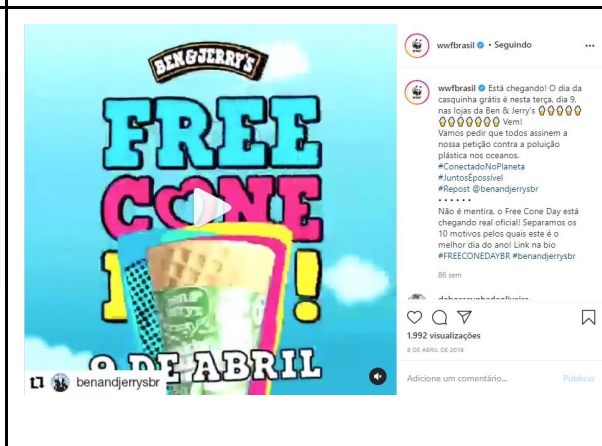 BEN & JERRY'S
FREE
CONE
!
9 DE ABRIL
benandjerrysbr
wwfbrasil • Seguindo
wwfbrasil Está chegando! O dia da
casquinha grátis é nesta terça, dia 9,
nas lojas da Ben & Jerry's 🍦🍦🍦🍦🍦
🍦🍦🍦🍦🍦🍦🍦 Vem!
Vamos pedir que todos assinem a
nossa petição contra a poluição
plástica nos oceanos.
#ConectadoNoPlaneta
#JuntosÉpossível
#Repost @benandjerrysbr
• • • • • •
Não é mentira, o Free Cone Day está
chegando real oficial! Separamos os
10 motivos pelos quais este é o
melhor dia do ano! Link na bio
#FREECONEDAYBR #benandjerrysbr
86 sem
1.992 visualizações
8 DE ABRIL DE 2019
Adicione um comentário...
Publicar